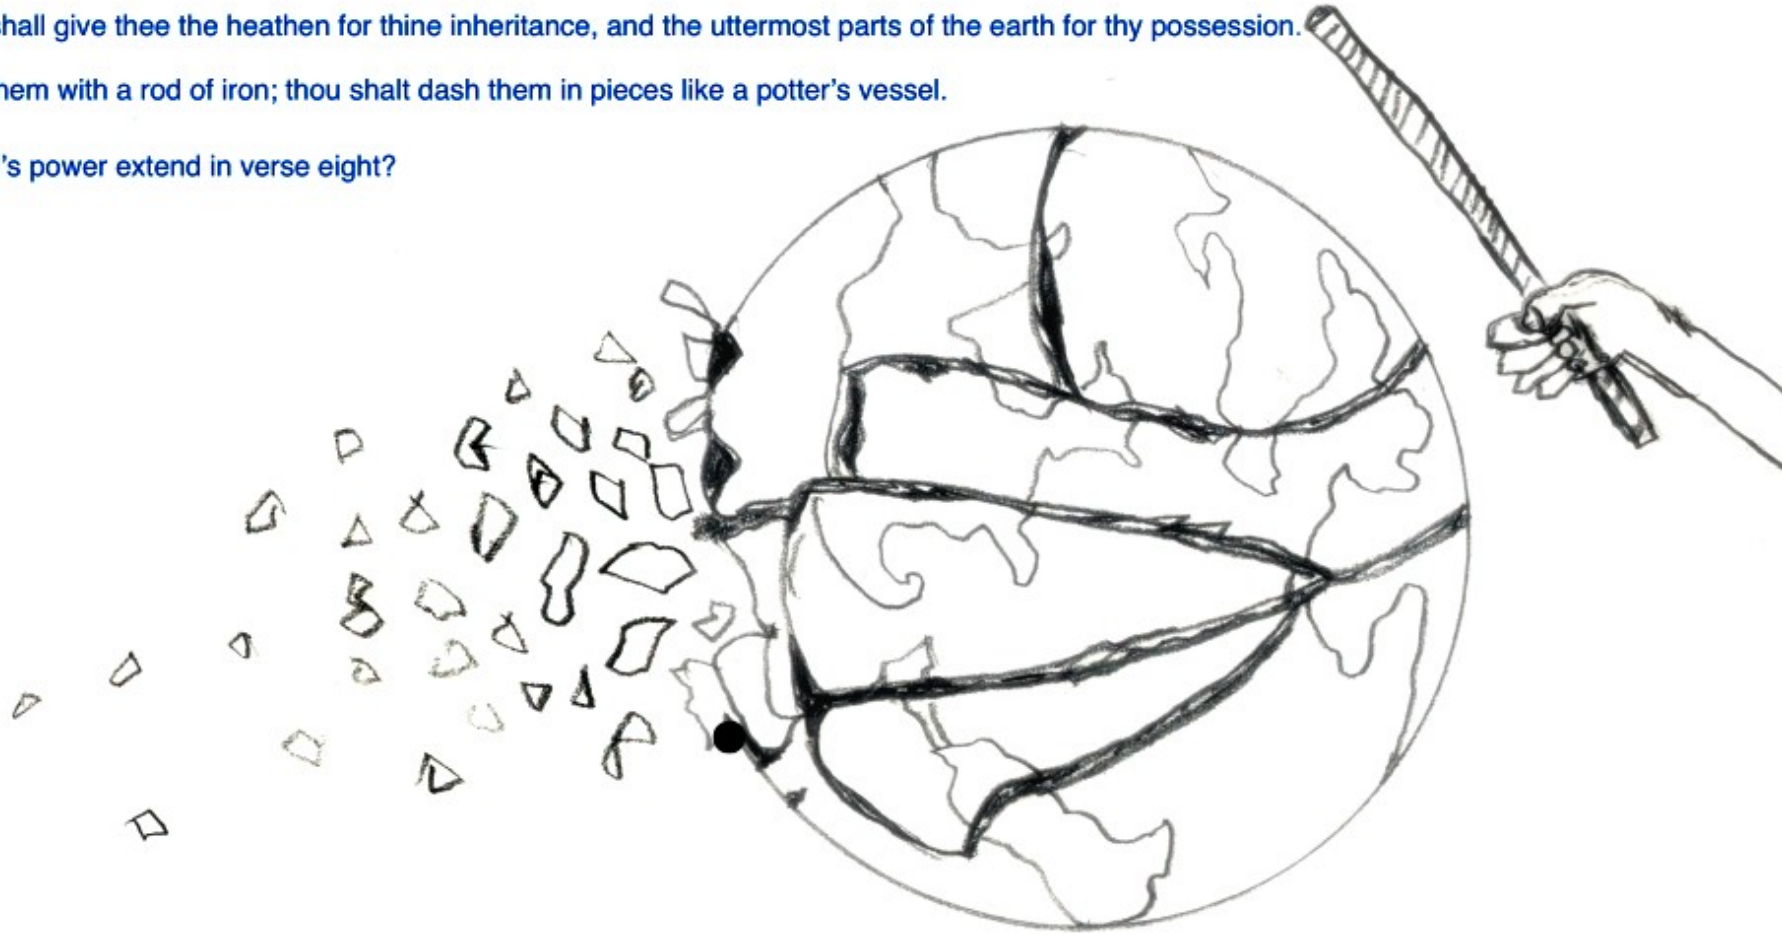 hall give thee the heathen for thine inheritance, and the uttermost parts of the earth for thy possession.
hem with a rod of iron; thou shalt dash them in pieces like a potter's vessel.
's power extend in verse eight?